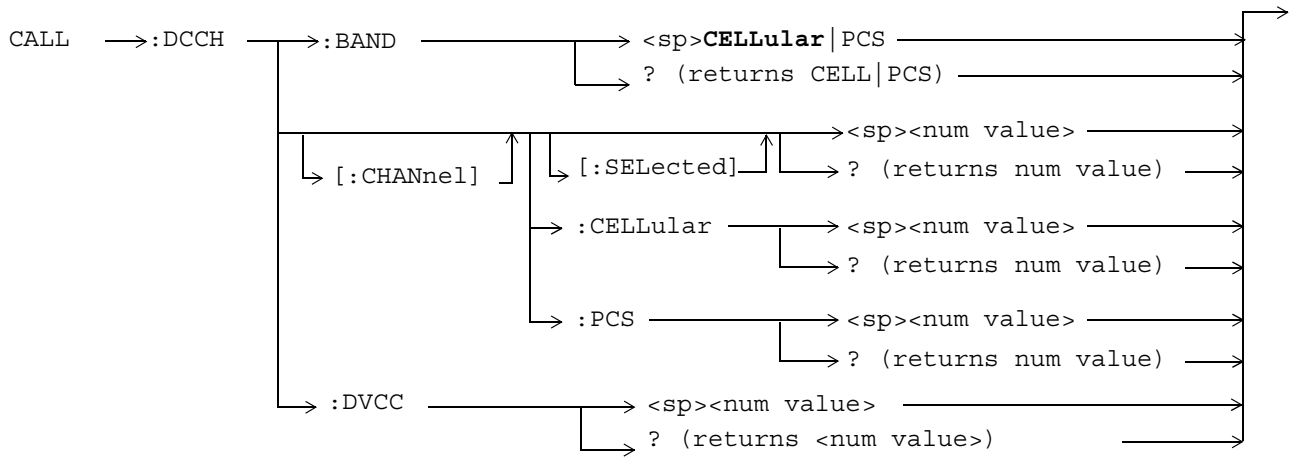 CALL :DCCH :BAND <sp>CELLular|PCS
? (returns CELL|PCS)
<sp><num value>
[:CHANnel] [:SELected] ? (returns num value)
:CELLular <sp><num value>
? (returns num value)
:PCS <sp><num value>
? (returns num value)
:DVCC <sp><num value>
? (returns <num value>)